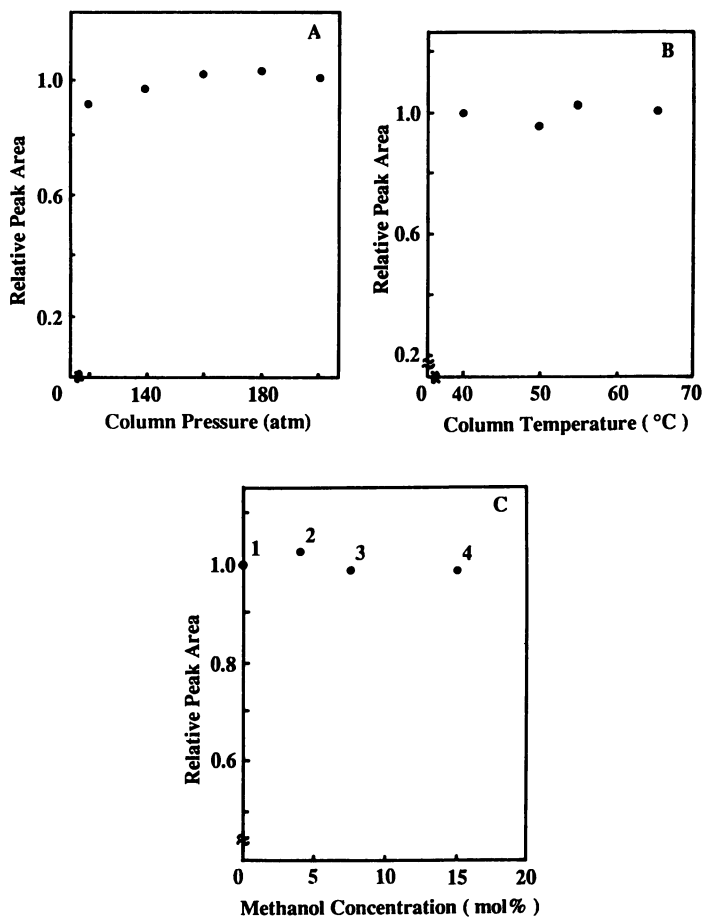 A
1.0
0.6
0.2
0
140
180
Relative Peak Area
Column Pressure (atm)
B
1.0
0.6
0.2
0
40
50
60
70
Relative Peak Area
Column Temperature ( °C )
C
1
2
3
4
1.0
0.8
0.6
0
5
10
15
20
Relative Peak Area
Methanol Concentration ( mol% )